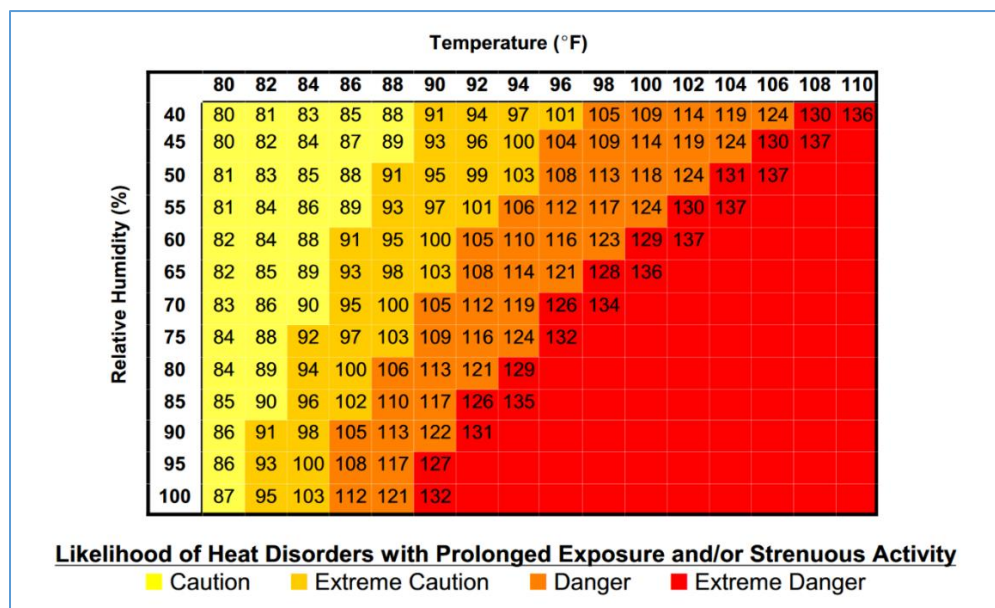 Temperature (°F)
80 82 84 86 88 90 92 94 96 98 100 102 104 106 108 110
Relative Humidity (%)
40 80 81 83 85 88 91 94 97 101 105 109 114 119 124 130 136
45 80 82 84 87 89 93 96 100 104 109 114 119 124 130 137
50 81 83 85 88 91 95 99 103 108 113 118 124 131 137
55 81 84 86 89 93 97 101 106 112 117 124 130 137
60 82 84 88 91 95 100 105 110 116 123 129 137
65 82 85 89 93 98 103 108 114 121 128 136
70 83 86 90 95 100 105 112 119 126 134
75 84 88 92 97 103 109 116 124 132
80 84 89 94 100 106 113 121 129
85 85 90 96 102 110 117 126 135
90 86 91 98 105 113 122 131
95 86 93 100 108 117 127
100 87 95 103 112 121 132
Likelihood of Heat Disorders with Prolonged Exposure and/or Strenuous Activity
Caution Extreme Caution Danger Extreme Danger